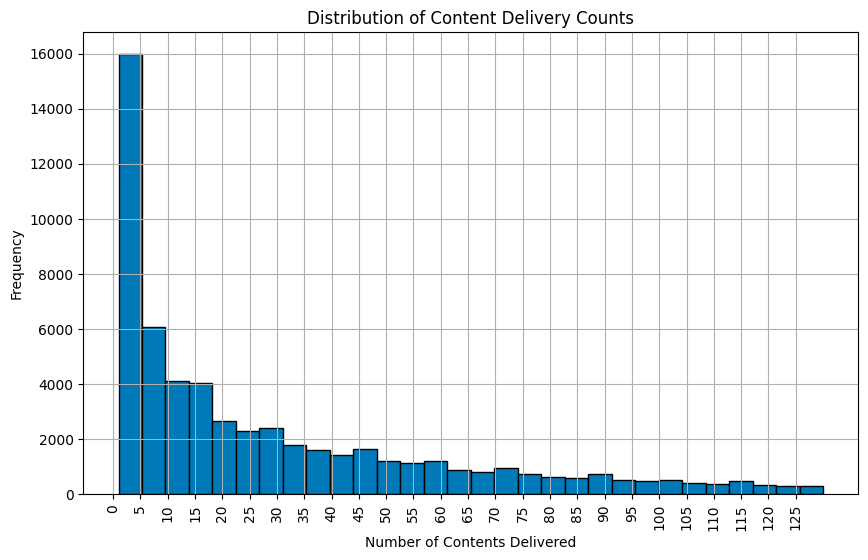 Distribution of Content Delivery Counts
Frequency
16000
14000
12000
10000
8000
6000
4000
2000
0
0 5 10 15 20 25 30 35 40 45 50 55 60 65 70 75 80 85 90 95 100 105 110 115 120 125
Number of Contents Delivered